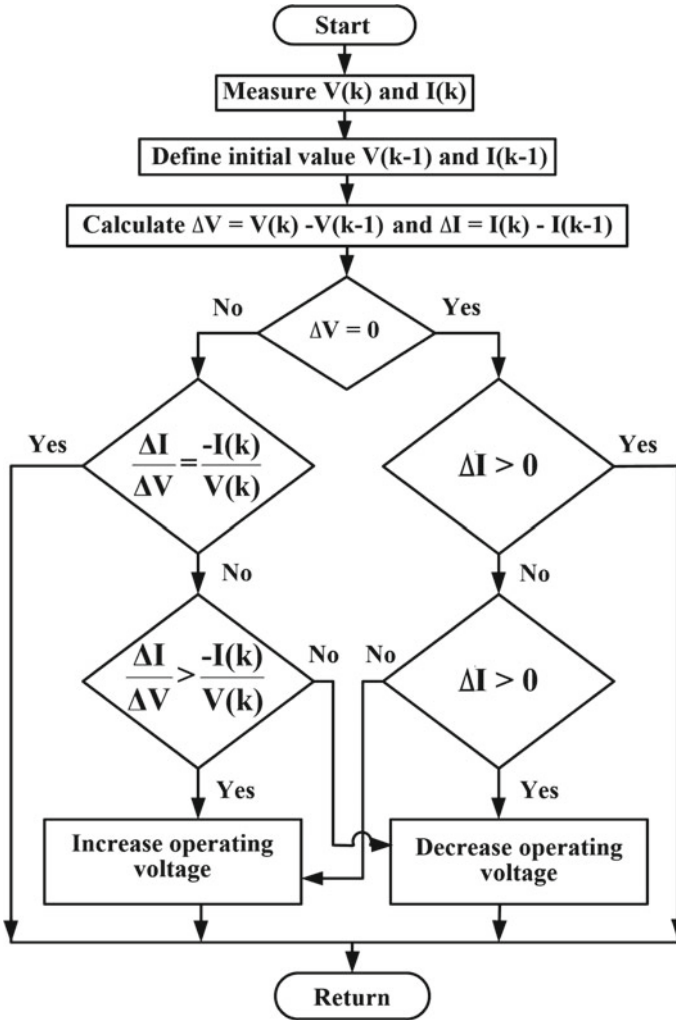 Start
Measure V(k) and I(k)
Define initial value V(k-1) and I(k-1)
Calculate ΔV = V(k) -V(k-1) and ΔI = I(k) - I(k-1)
No
Yes
ΔV = 0
Yes
ΔI/ΔV = -I(k)/V(k)
ΔI > 0
Yes
No
No
ΔI/ΔV > -I(k)/V(k)
No
No
ΔI > 0
Yes
Yes
Increase operating
voltage
Decrease operating
voltage
Return